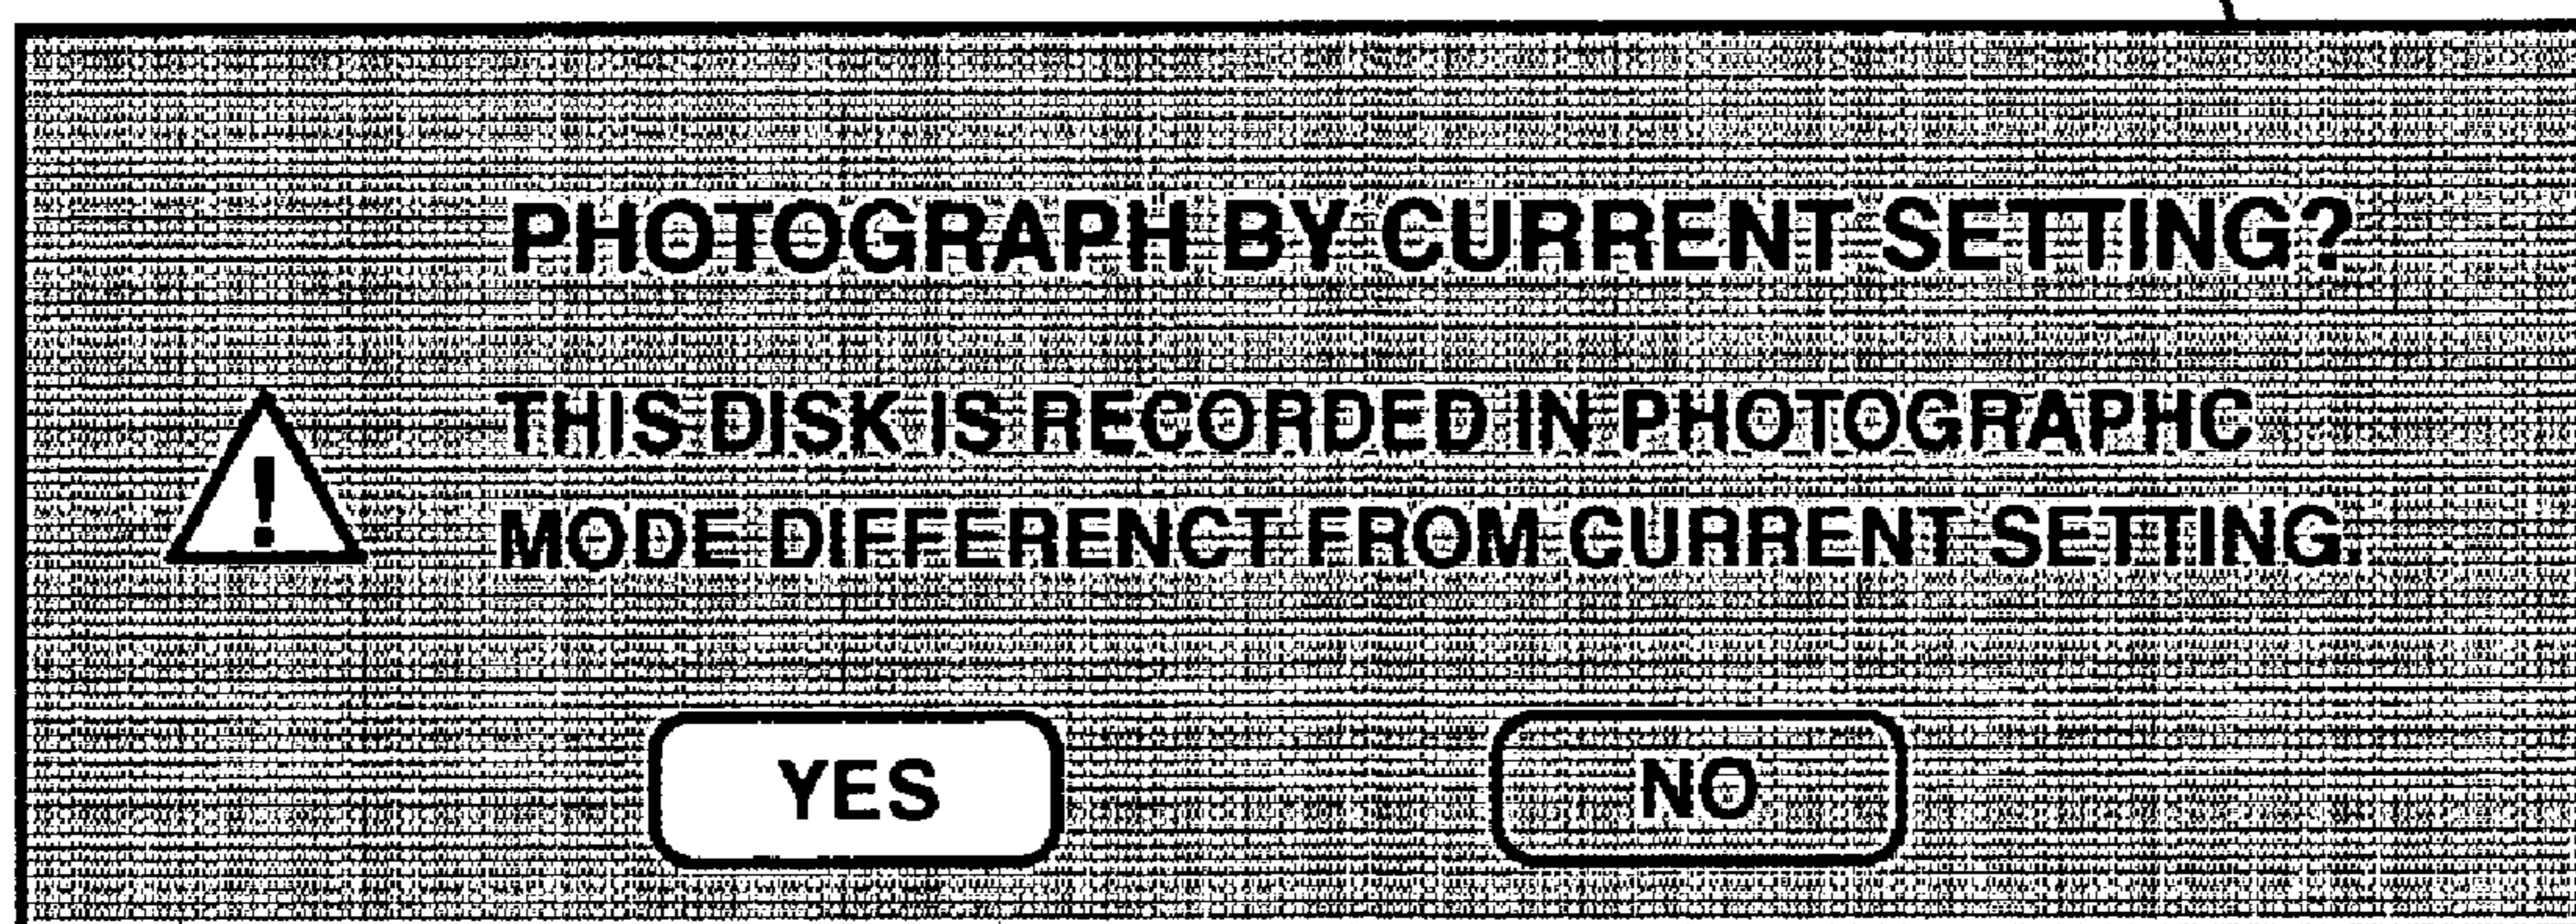 PHOTOGRAPH BY CURRENT SETTING?
THIS DISK IS RECORDED IN PHOTOGRAPHC
MODE DIFFERENCT FROM CURRENT SETTING.
!
YES NO